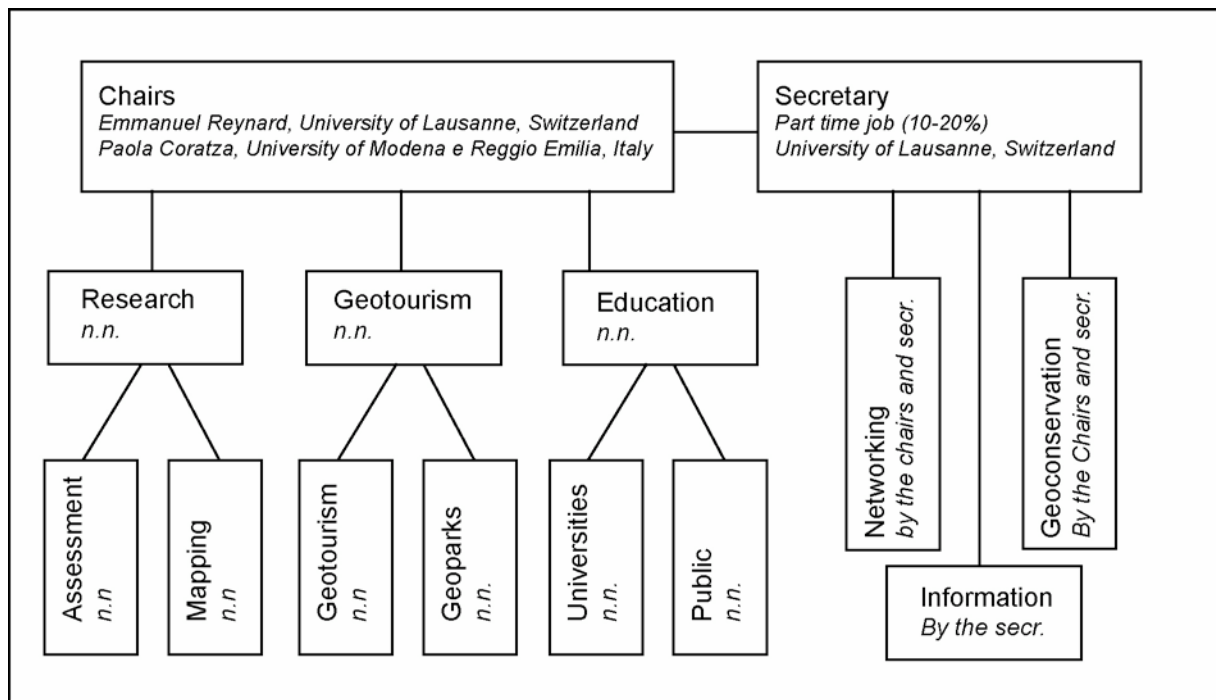 Chairs
Emmanuel Reynard, University of Lausanne, Switzerland
Paola Coratza, University of Modena e Reggio Emilia, Italy
Secretary
Part time job (10-20%)
University of Lausanne, Switzerland
Research
n.n.
Geotourism
n.n.
Education
n.n.
Assessment
n.n
Mapping
n.n
Geotourism
n.n
Geoparks
n.n.
Universities
n.n.
Public
n.n.
Networking
by the chairs and secr.
Geoconservation
By the Chairs and secr.
Information
By the secr.